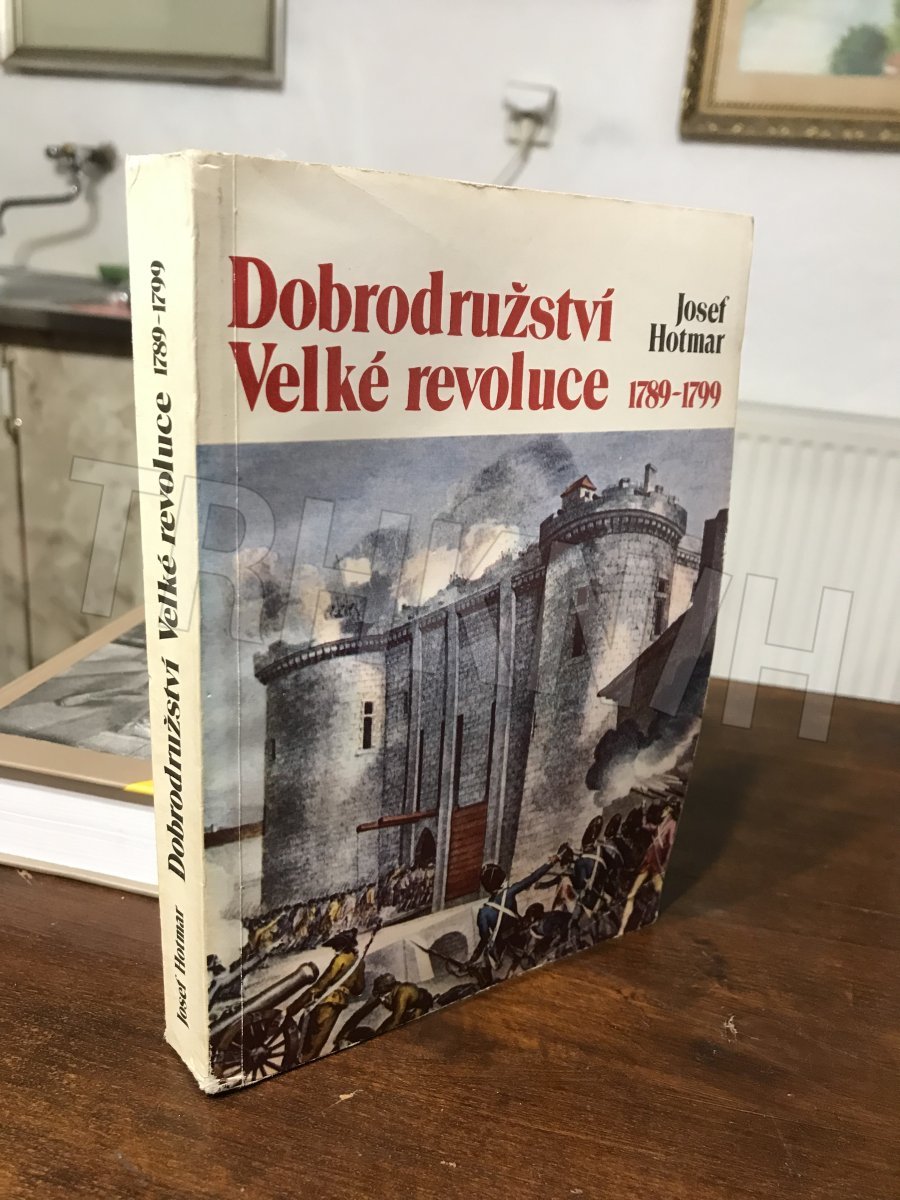 Dobrodružství
Velké revoluce
Josef
Hotmar
1789-1799
Josef Hotmar Dobrodružství Velké revoluce 1789-1799